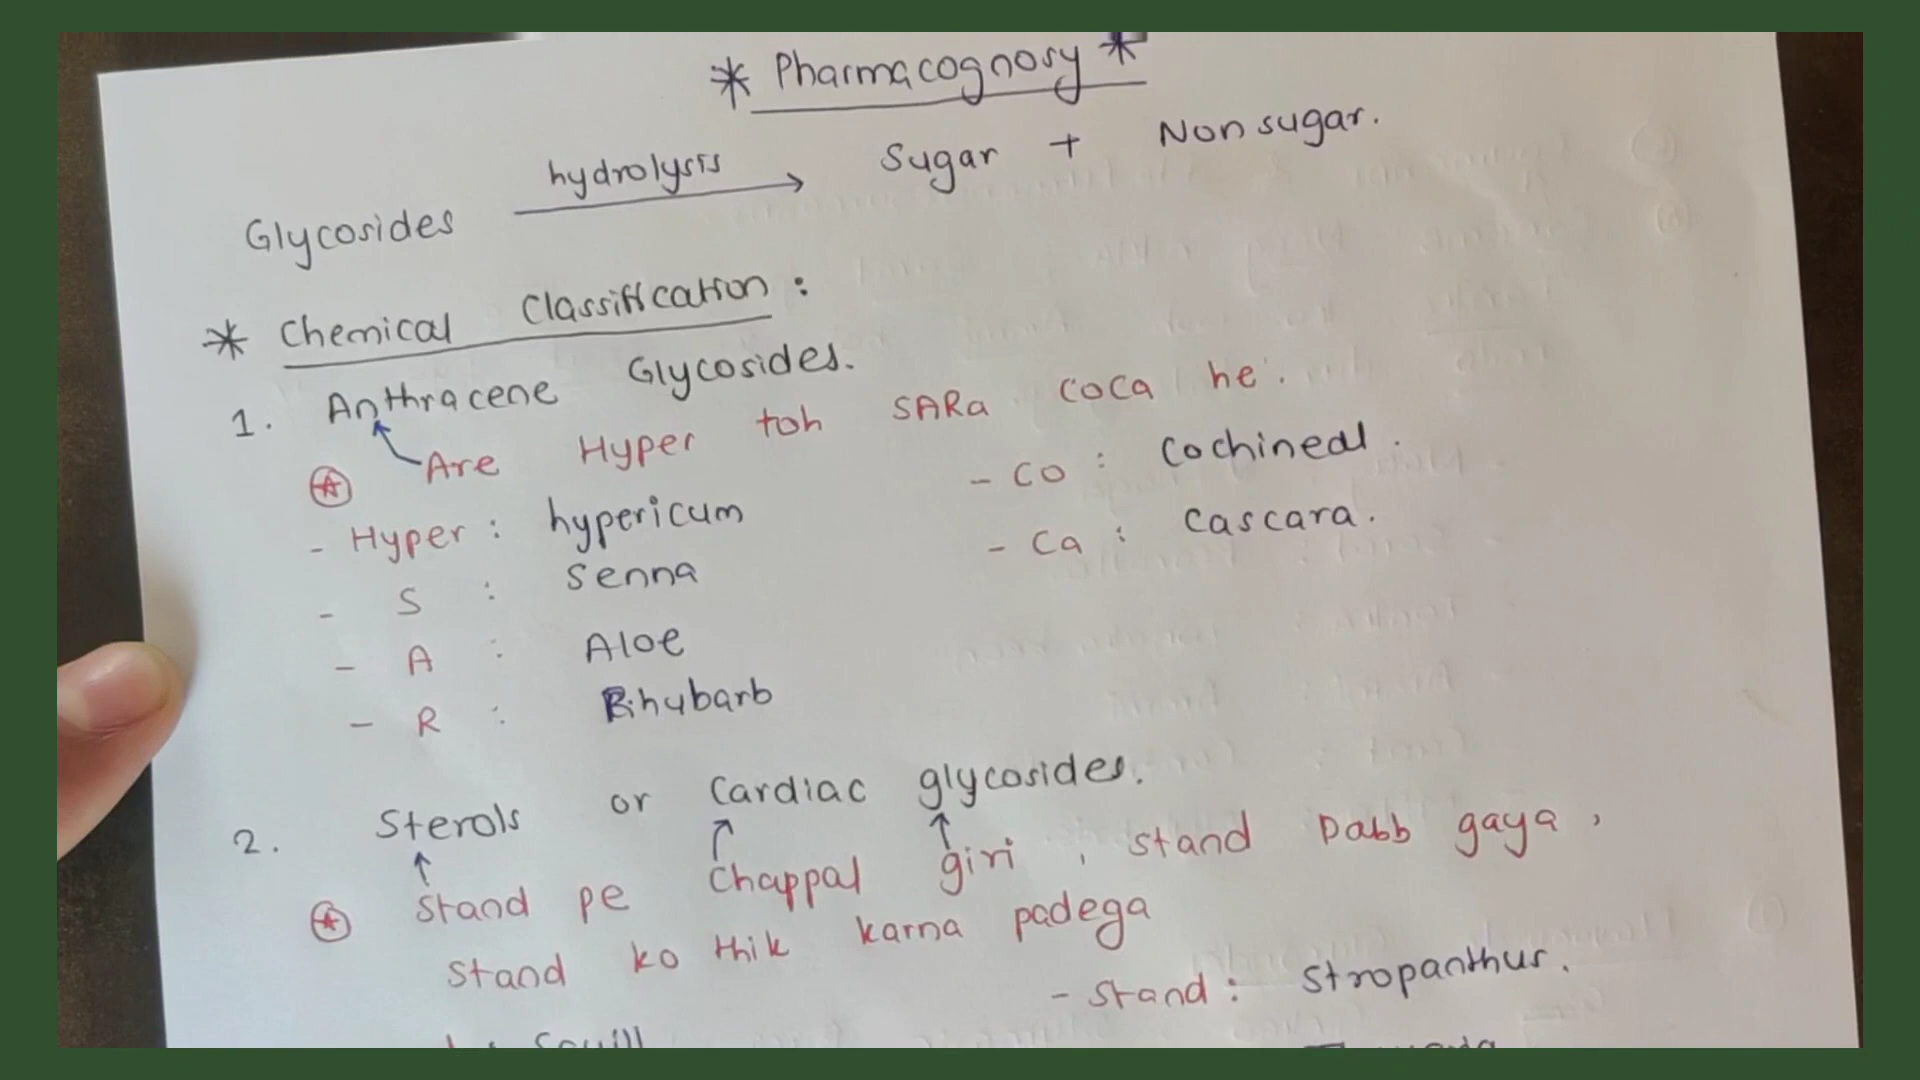 * Pharmacognosy *
Glycosides hydrolysis → Sugar + Nonsugar.
* Chemical Classification :
1. Anthracene Glycosides.
Are Hyper toh SARa coca he.
- Hyper : hypericum
- S : Senna
- A : Aloe
- R : Rhubarb
- CO : Cochineal.
- Ca : Cascara.
2. Sterols or Cardiac glycosides.
Stand pe Chappal giri, stand Dabb gaya,
Stand ko thik karna padega
- Stand : Stropanthus.
Squill